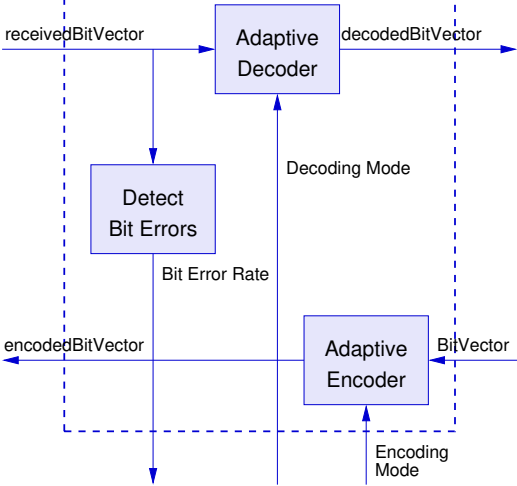 receivedBitVector
Adaptive
Decoder
decodedBitVector
Decoding Mode
Detect
Bit Errors
Bit Error Rate
encodedBitVector
Adaptive
Encoder
BitVector
Encoding
Mode